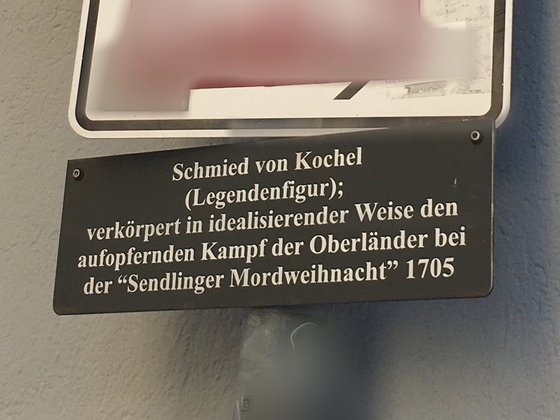 Schmied von Kochel
(Legendenfigur);
verkörpert in idealisierender Weise den
aufopfernden Kampf der Oberländer bei
der “Sendlinger Mordweihnacht” 1705